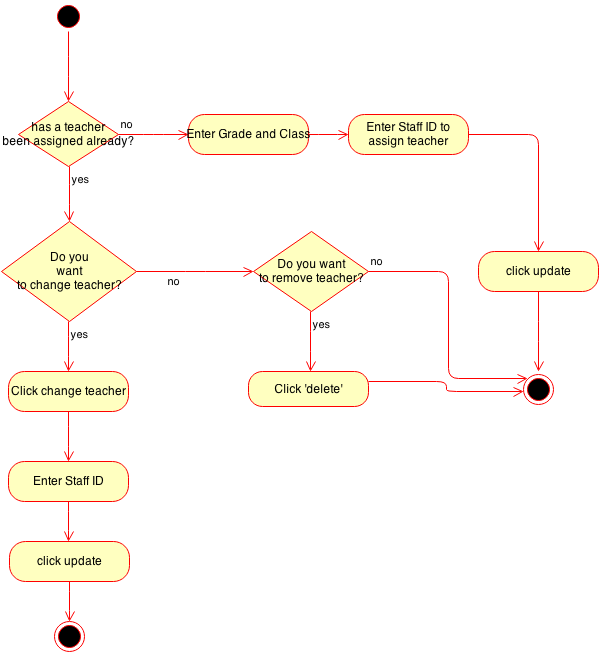 has a teacher
been assigned already?
no
Enter Grade and Class
Enter Staff ID to
assign teacher
yes
Do you
want
to change teacher?
no
Do you want
to remove teacher?
no
click update
yes
yes
Click change teacher
Click 'delete'
Enter Staff ID
click update